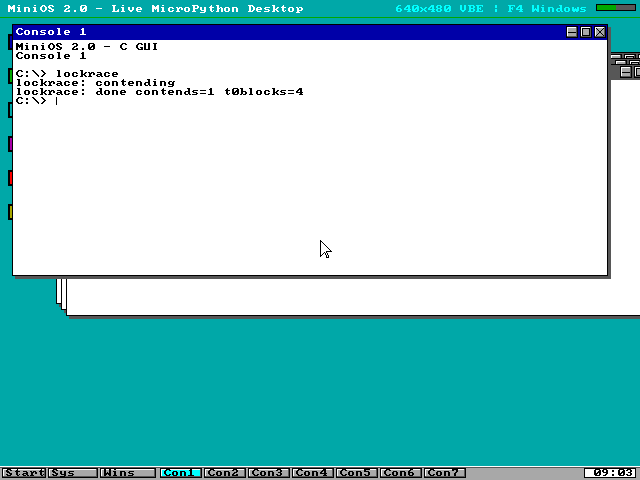 MiniOS 2.0 - Live MicroPython Desktop
640x480 VBE | F4 Windows
Console 1
MiniOS 2.0 - C GUI
Console 1
C:\> lockrace
lockrace: contending
lockrace: done contends=1 t0blocks=4
C:\>
Start Sys Wins Con1 Con2 Con3 Con4 Con5 Con6 Con7 09:03